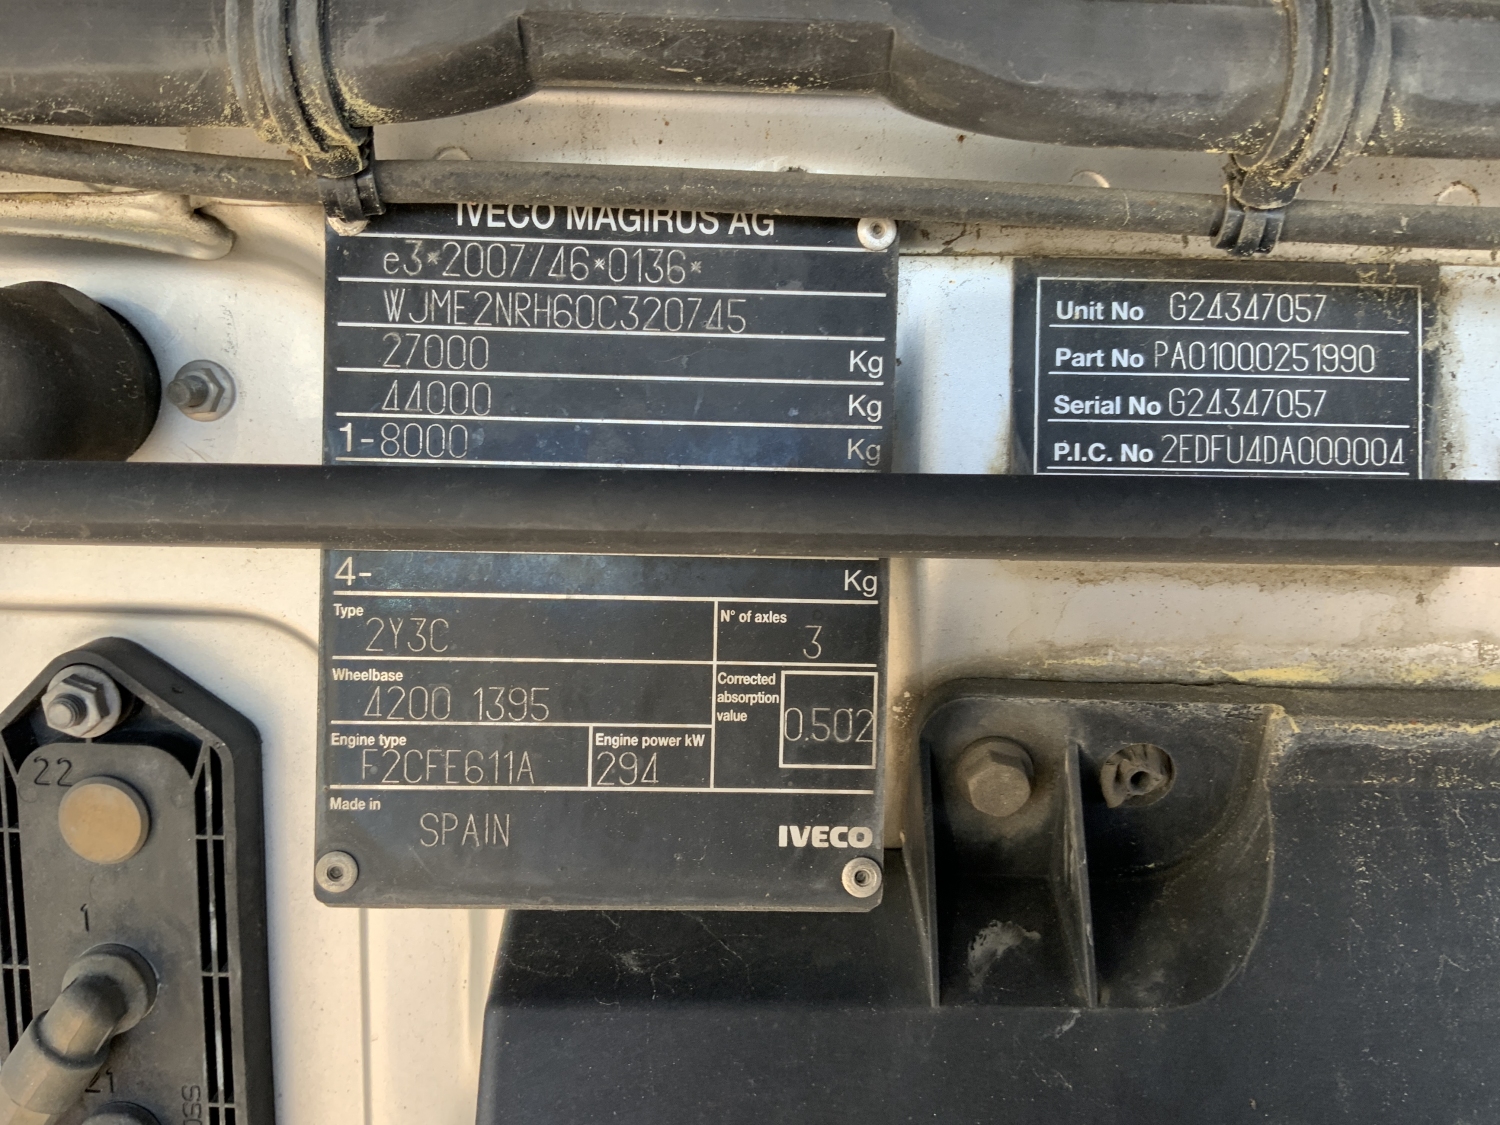 IVECO MAGIRUS AG
e3*2007/46*0136*
WJME2NRH60C320745
27000 Kg
44000 Kg
1-8000 Kg
4- Kg
Type 2Y3C
N° of axles 3
Wheelbase 4200 1395
Corrected absorption value 0.502
Engine type F2CFE611A
Engine power kW 294
Made in SPAIN
IVECO
Unit No G24347057
Part No PA01000251990
Serial No G24347057
P.I.C. No 2EDFU4DA000004
22
1
21